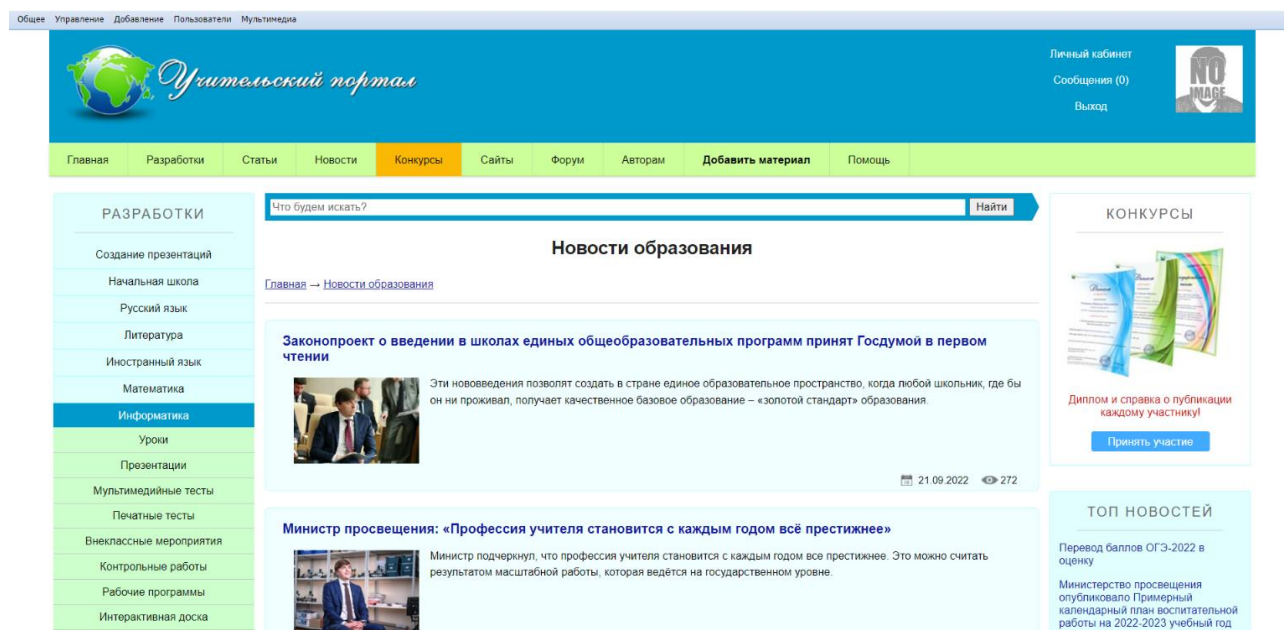 Общее Управление Добавление Пользователи Мультимедиа
Учительский портал
Личный кабинет
Сообщения (0)
Выход
NO
IMAGE
Главная Разработки Статьи Новости Конкурсы Сайты Форум Авторам Добавить материал Помощь
РАЗРАБОТКИ
Создание презентаций
Начальная школа
Русский язык
Литература
Иностранный язык
Математика
Информатика
Уроки
Презентации
Мультимедийные тесты
Печатные тесты
Внеклассные мероприятия
Контрольные работы
Рабочие программы
Интерактивная доска
Что будем искать? Найти
Новости образования
Главная → Новости образования
Законопроект о введении в школах единых общеобразовательных программ принят Госдумой в первом
чтении
Эти нововведения позволят создать в стране единое образовательное пространство, когда любой школьник, где бы
он ни проживал, получает качественное базовое образование – «золотой стандарт» образования.
21.09.2022 272
Министр просвещения: «Профессия учителя становится с каждым годом всё престижнее»
Министр подчеркнул, что профессия учителя становится с каждым годом все престижнее. Это можно считать
результатом масштабной работы, которая ведётся на государственном уровне.
КОНКУРСЫ
Диплом и справка о публикации
каждому участнику!
Принять участие
ТОП НОВОСТЕЙ
Перевод баллов ОГЭ-2022 в
оценку
Министерство просвещения
опубликовало Примерный
календарный план воспитательной
работы на 2022-2023 учебный год